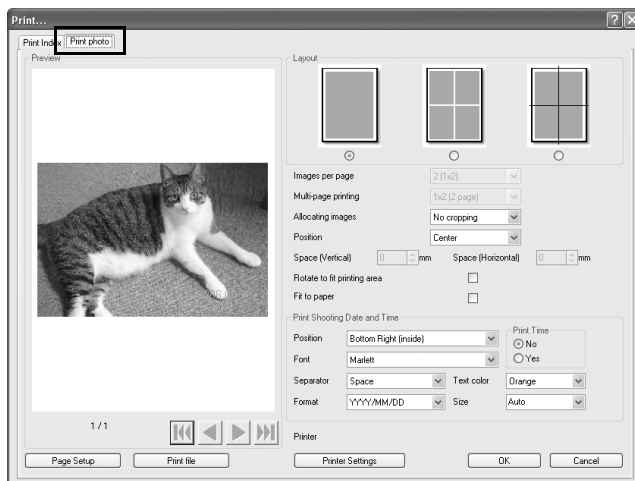 Print...
Print Index
Print photo
Preview
Layout
Images per page 2 (1x2)
Multi-page printing 1x2 (2 page)
Allocating images No cropping
Position Center
Space (Vertical) 0 mm Space (Horizontal) 0 mm
Rotate to fit printing area
Fit to paper
Print Shooting Date and Time
Position Bottom Right (inside)
Print Time
No
Yes
Font Marlett
Separator Space Text color Orange
Format YYYY/MM/DD Size Auto
1 / 1
Printer
Page Setup
Print file
Printer Settings
OK
Cancel